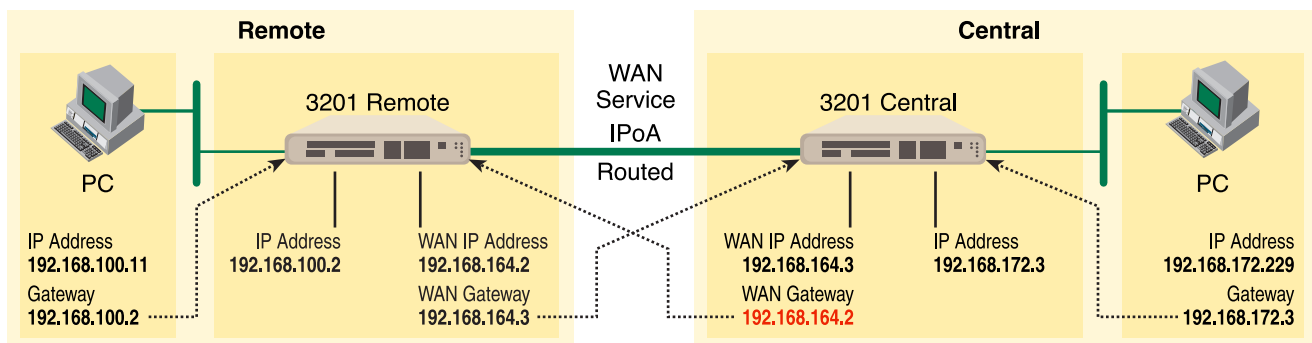 Remote
PC
IP Address
192.168.100.11
Gateway
192.168.100.2
3201 Remote
IP Address
192.168.100.2
WAN IP Address
192.168.164.2
WAN Gateway
192.168.164.3
WAN
Service
IPoA
Routed
Central
3201 Central
WAN IP Address
192.168.164.3
WAN Gateway
192.168.164.2
IP Address
192.168.172.3
PC
IP Address
192.168.172.229
Gateway
192.168.172.3